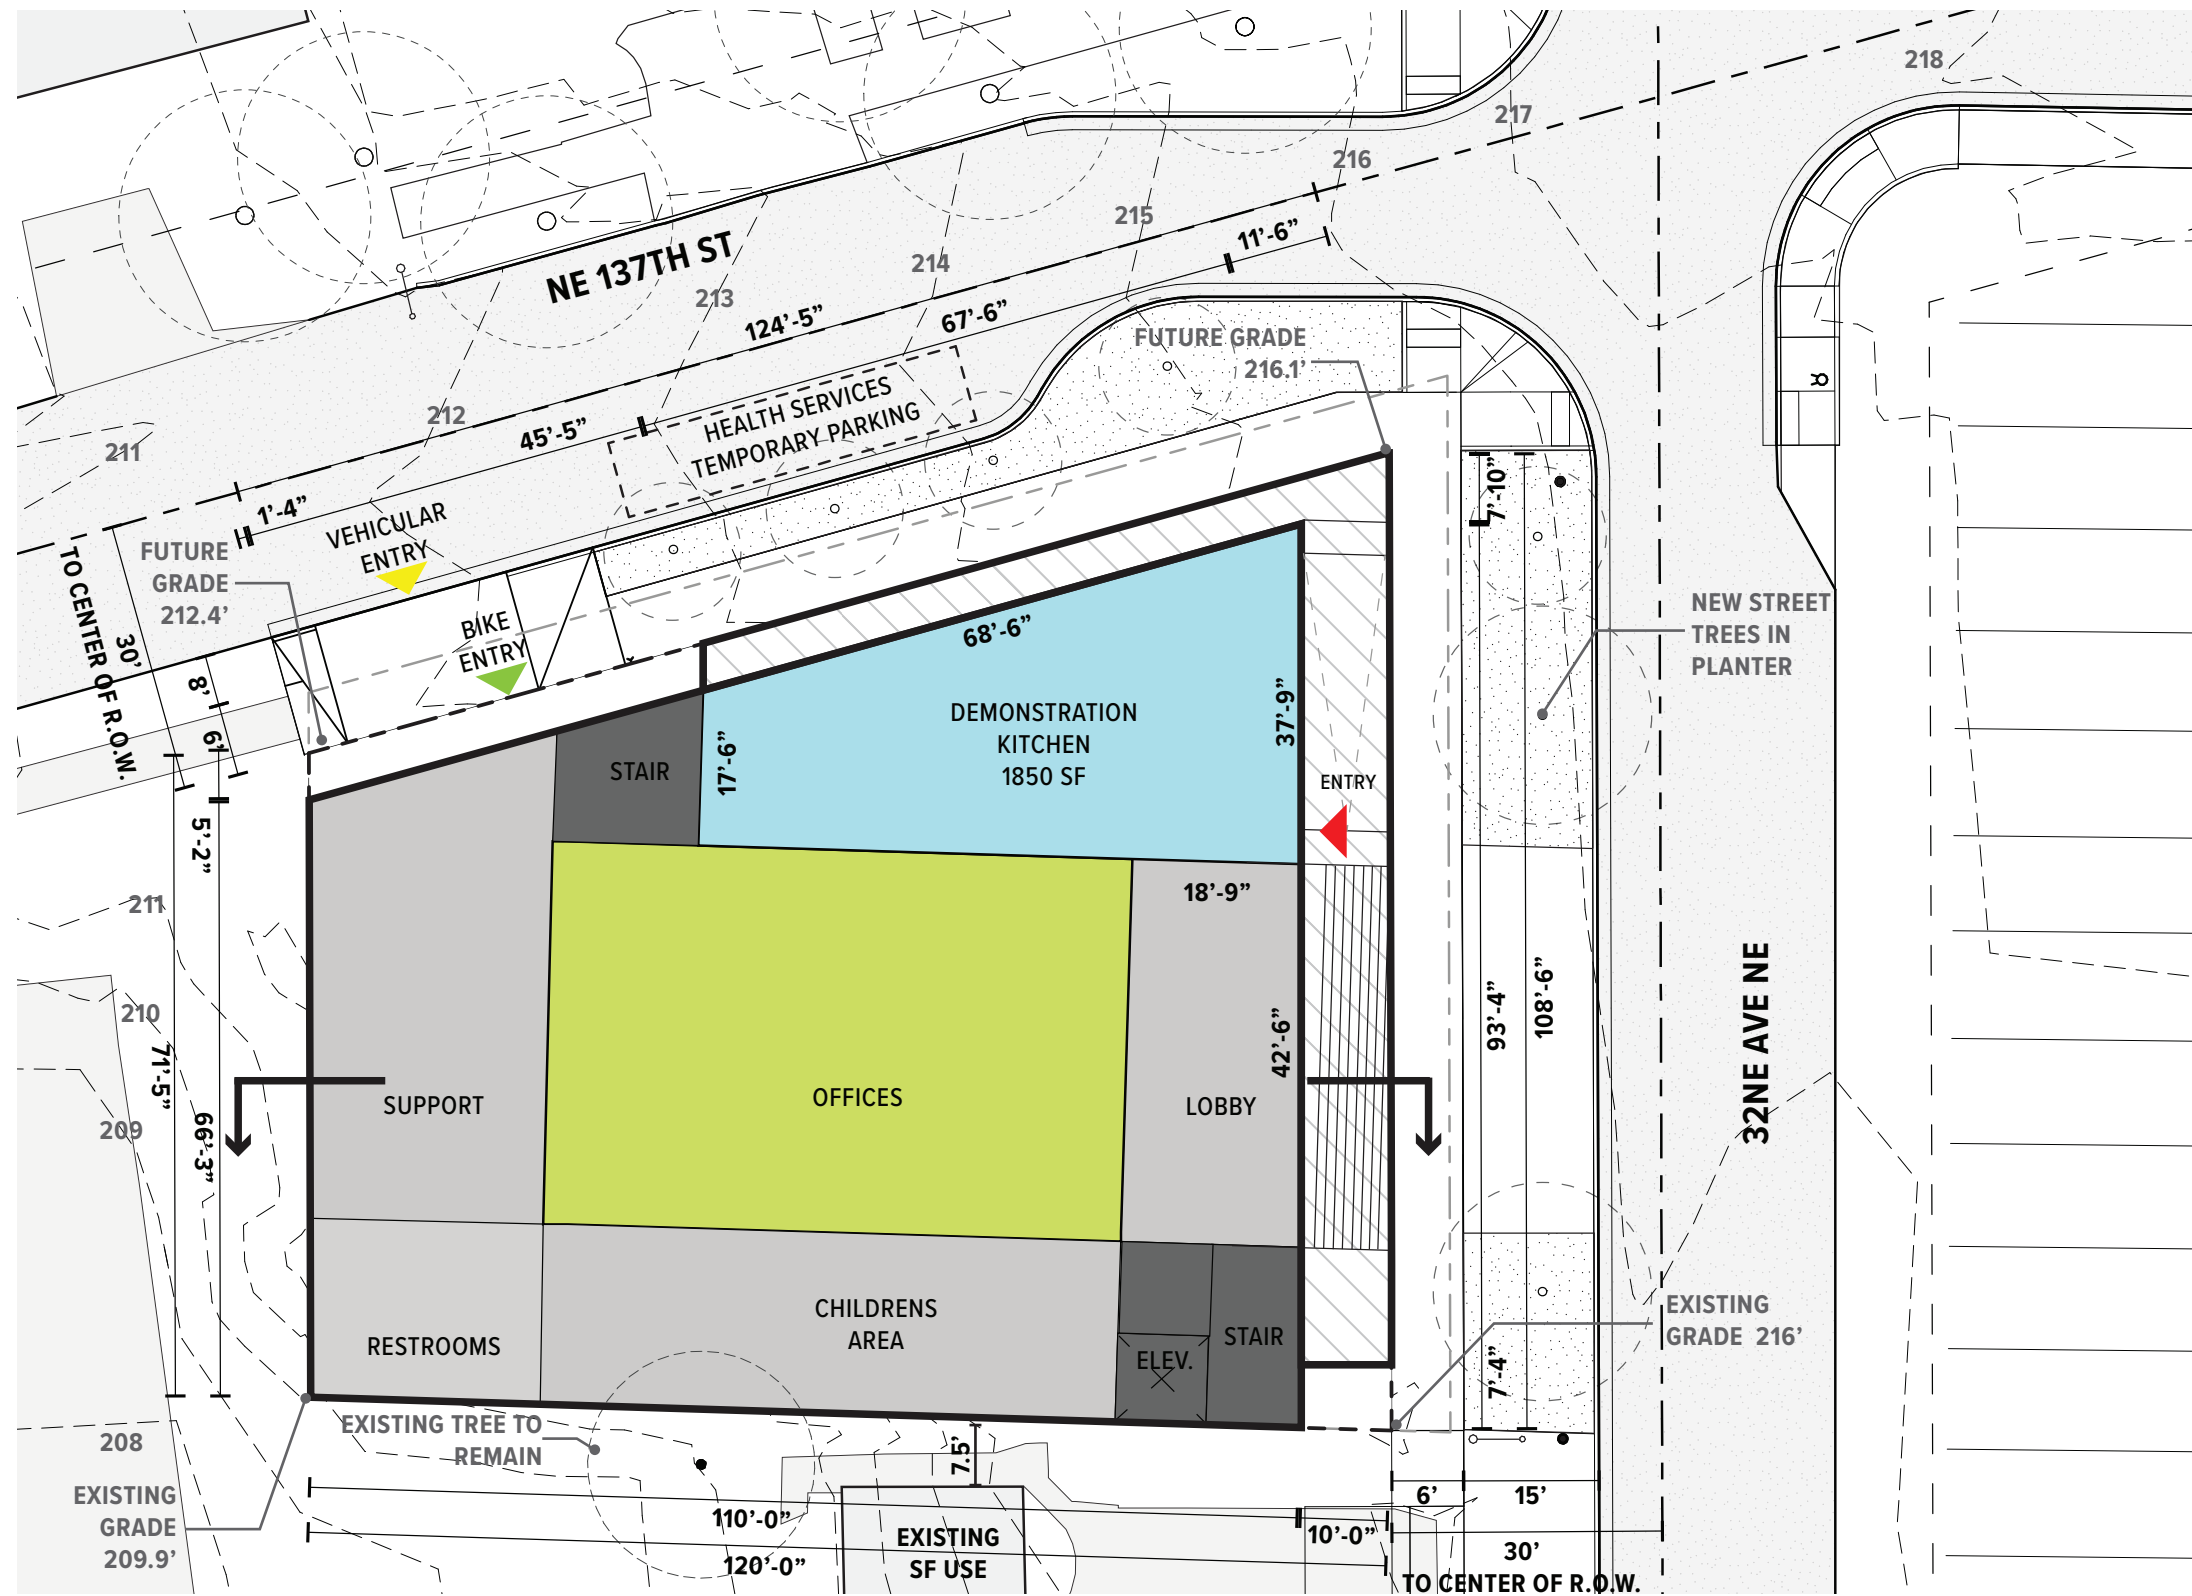 218
217
216
215
11’-6”
NE 137TH ST
214
213
124’-5”
67’-6”
FUTURE GRADE
216.1’
HEALTH SERVICES
TEMPORARY PARKING
212
45’-5”
211
1’-4”
VEHICULAR
ENTRY
7’-10”
FUTURE
GRADE
212.4’
TO CENTER OF R.O.W.
30’
BIKE
ENTRY
68’-6”
NEW STREET
TREES IN
PLANTER
8’
6’
DEMONSTRATION
KITCHEN
1850 SF
37’-9”
17’-6”
STAIR
ENTRY
5’-2”
18’-9”
211
210
209
71’-5”
66’-3”
SUPPORT
OFFICES
LOBBY
42’-6”
93’-4”
108’-6”
32NE AVE NE
CHILDRENS
AREA
RESTROOMS
ELEV.
STAIR
EXISTING
GRADE 216’
7’-4”
EXISTING TREE TO
REMAIN
208
7.5’
EXISTING
GRADE
209.9’
6’
15’
110’-0”
10’-0”
EXISTING
SF USE
120’-0”
30’
TO CENTER OF R.O.W.